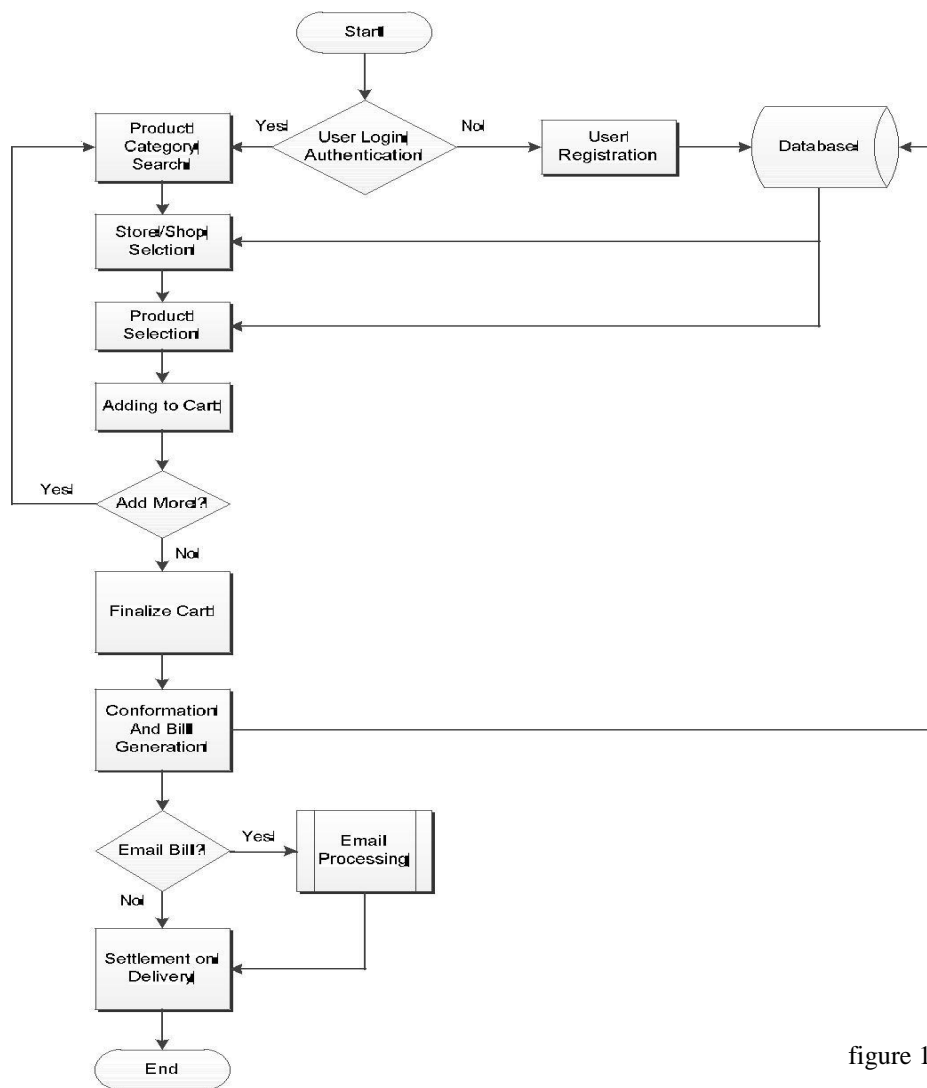 Start
Product
Category
Search
Yes
User Login
Authentication
No
User
Registration
Database
Store/Shop
Selction
Product
Selection
Adding to Cart
Yes
Add More?
No
Finalize Cart
Conformation
And Bill
Generation
Email Bill?
Yes
Email
Processing
No
Settlement on
Delivery
End
figure 1